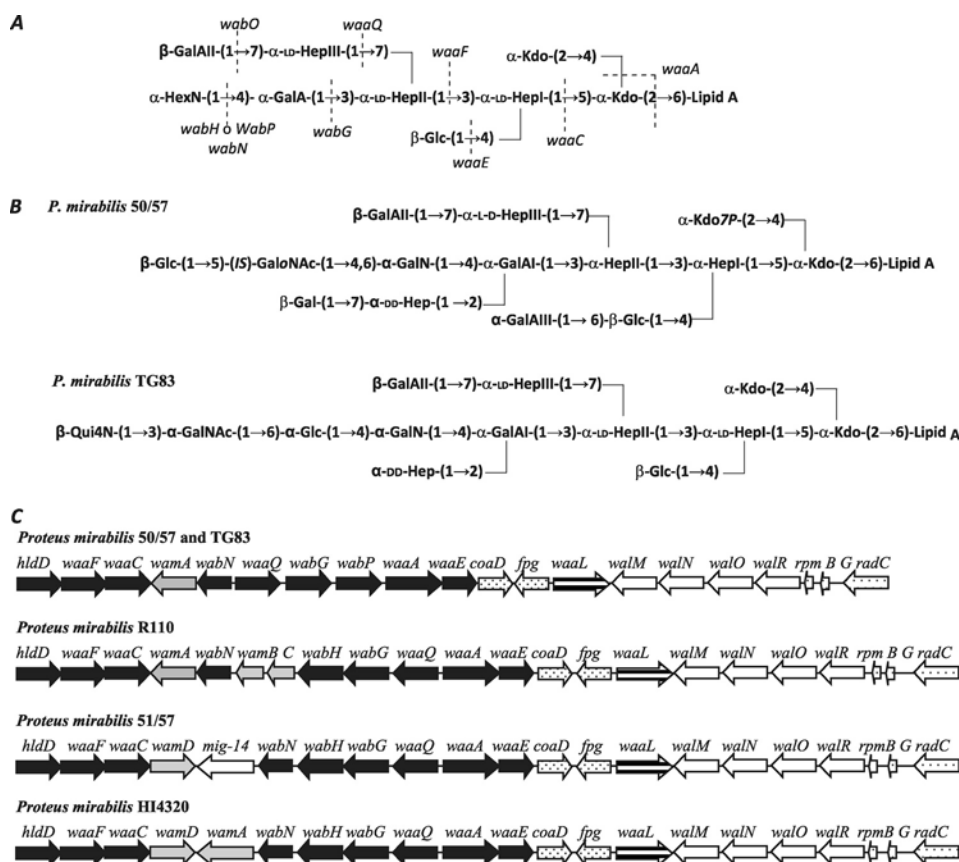 A
wabO
waaQ
β-GalAII-(1→7)-α-LD-HepIII-(1→7)
waaF
α-Kdo-(2→4)
waaA
α-HexN-(1→4)- α-GalA-(1→3)-α-LD-HepII-(1→3)-α-LD-HepI-(1→5)-α-Kdo-(2→6)-Lipid A
wabH o WabP
wabN
wabG
β-Glc-(1→4)
waaE
waaC
B
P. mirabilis 50/57
β-GalAII-(1→7)-α-L-D-HepIII-(1→7)
α-Kdo7P-(2→4)
β-Glc-(1→5)-(IS)-GaloNAc-(1→4,6)-α-GalN-(1→4)-α-GalAI-(1→3)-α-HepII-(1→3)-α-HepI-(1→5)-α-Kdo-(2→6)-Lipid A
β-Gal-(1→7)-α-DD-Hep-(1→2)
α-GalAIII-(1→ 6)-β-Glc-(1→4)
P. mirabilis TG83
β-GalAII-(1→7)-α-LD-HepIII-(1→7)
α-Kdo-(2→4)
β-Qui4N-(1→3)-α-GalNAc-(1→6)-α-Glc-(1→4)-α-GalN-(1→4)-α-GalAI-(1→3)-α-LD-HepII-(1→3)-α-LD-HepI-(1→5)-α-Kdo-(2→6)-Lipid A
α-DD-Hep-(1→2)
β-Glc-(1→4)
C
Proteus mirabilis 50/57 and TG83
hldD waaF waaC wamA wabN waaQ wabG wabP waaA waaE coaD fpg waaL walM walN walO walR rpm B G radC
Proteus mirabilis R110
hldD waaF waaC wamA wabN wamB C wabH wabG waaQ waaA waaE coaD fpg waaL walM walN walO walR rpm B G radC
Proteus mirabilis 51/57
hldD waaF waaC wamD mig-14 wabN wabH wabG waaQ waaA waaE coaD fpg waaL walM walN walO walR rpmB G radC
Proteus mirabilis HI4320
hldD waaF waaC wamD wamA wabN wabH wabG waaQ waaA waaE coaD fpg waaL walM walN walO walR rpmB G radC